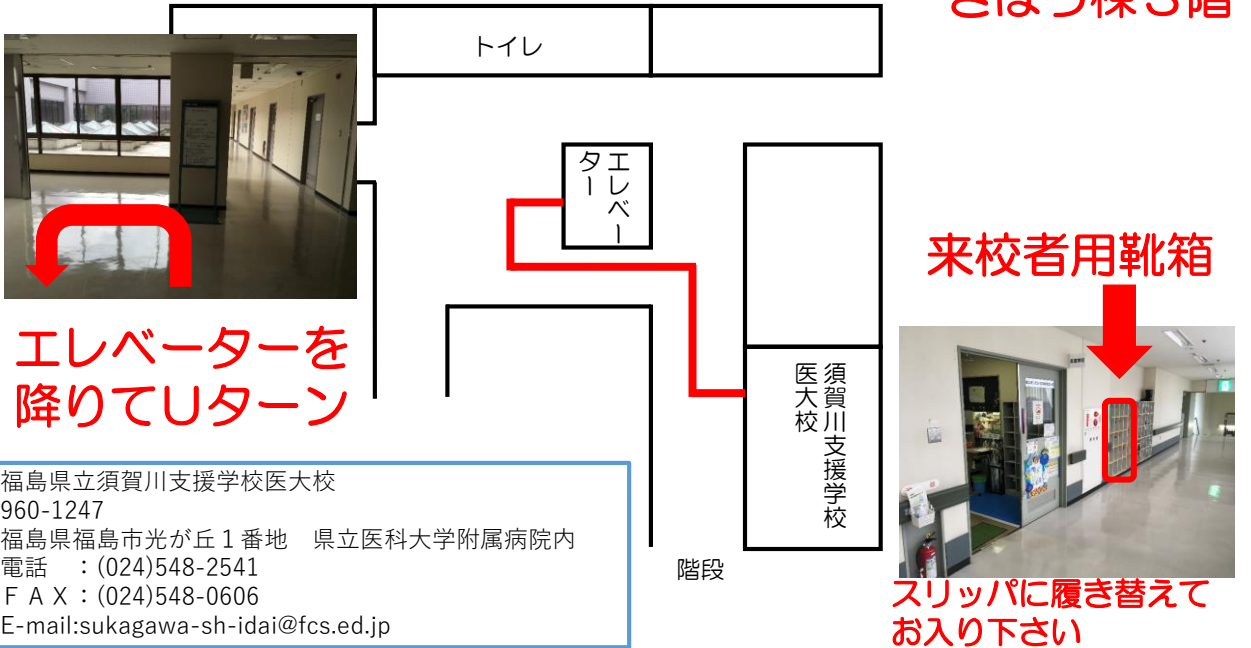 きぼう棟3階
トイレ
エレベーター
来校者用靴箱
エレベーターを
降りてUターン
須賀川支援学校
医大校
福島県立須賀川支援学校医大校
960-1247
福島県福島市光が丘1番地　県立医科大学附属病院内
電話　：(024)548-2541
ＦＡＸ：(024)548-0606
E-mail:sukagawa-sh-idai@fcs.ed.jp
階段
スリッパに履き替えて
お入り下さい